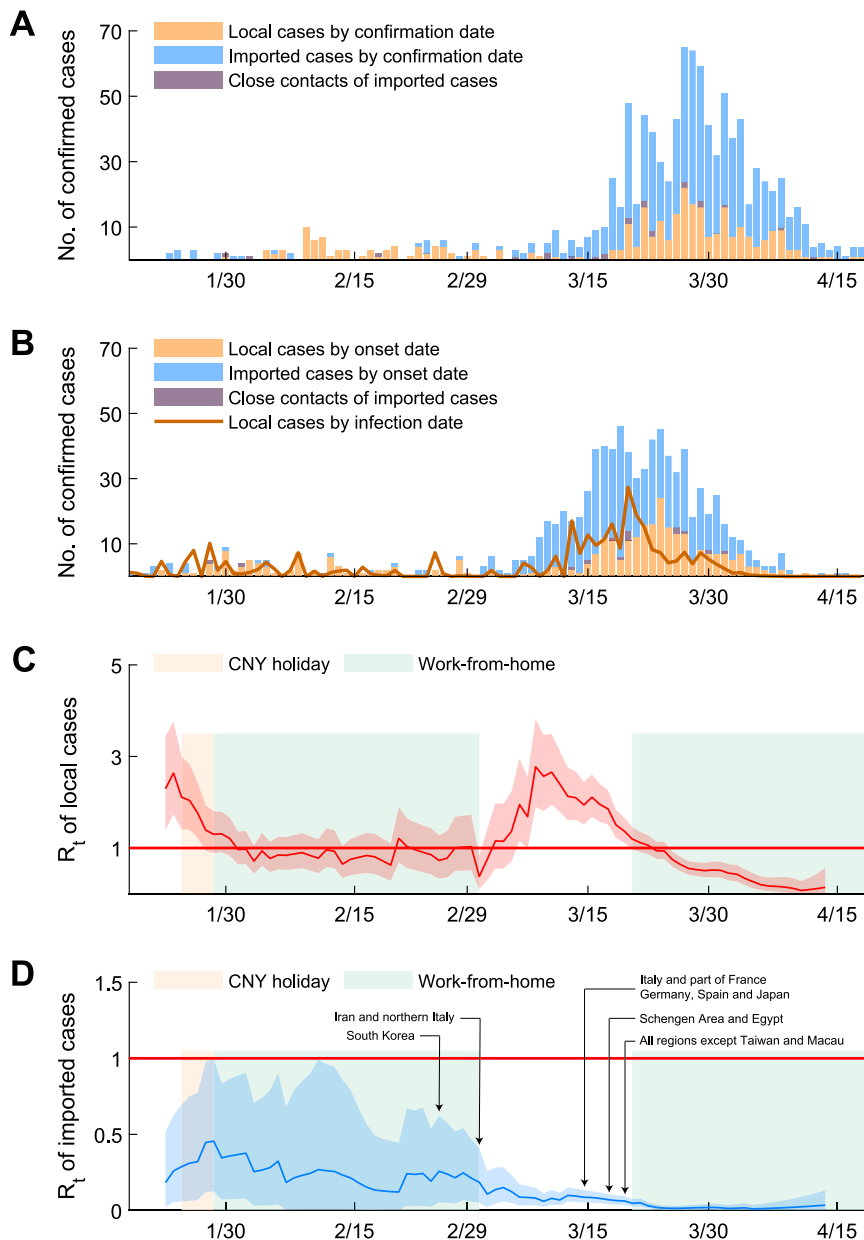 A
No. of confirmed cases
70
50
30
10
Local cases by confirmation date
Imported cases by confirmation date
Close contacts of imported cases
1/30 2/15 2/29 3/15 3/30 4/15
B
No. of confirmed cases
70
50
30
10
Local cases by onset date
Imported cases by onset date
Close contacts of imported cases
Local cases by infection date
1/30 2/15 2/29 3/15 3/30 4/15
C
Rt of local cases
5
3
1
CNY holiday Work-from-home
1/30 2/15 2/29 3/15 3/30 4/15
D
Rt of imported cases
1.5
1
0.5
0
CNY holiday Work-from-home
Iran and northern Italy
South Korea
Italy and part of France
Germany, Spain and Japan
Schengen Area and Egypt
All regions except Taiwan and Macau
1/30 2/15 2/29 3/15 3/30 4/15